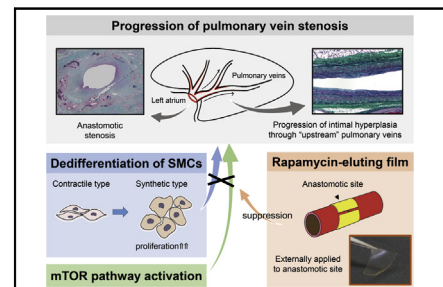 Progression of pulmonary vein stenosis
Pulmonary veins
Left atrium
Anastomotic
stenosis
Progression of intimal hyperplasia
through "upstream" pulmonary veins
Dedifferentiation of SMCs
Contractile type
Synthetic type
proliferation⇑⇑
mTOR pathway activation
suppression
Rapamycin-eluting film
Anastomotic site
Externally applied
to anastomotic site